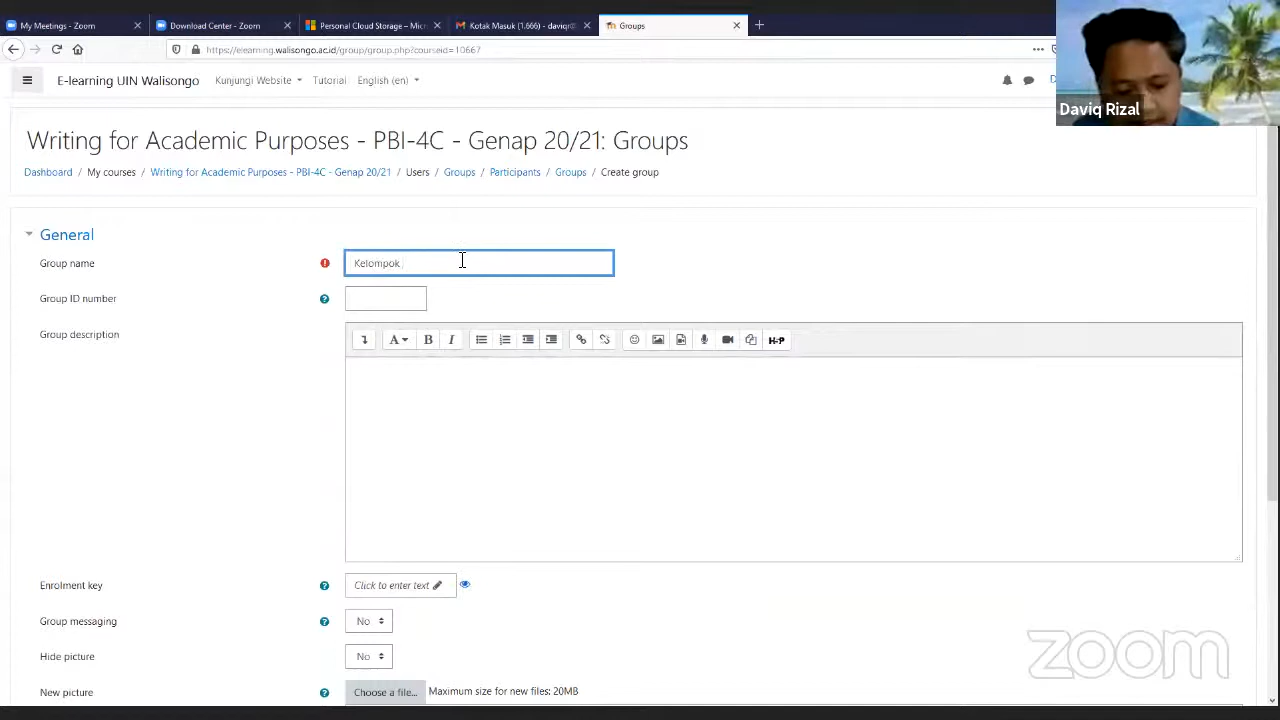 My Meetings - Zoom
Download Center - Zoom
Personal Cloud Storage – Micr
Kotak Masuk (1.666) - daviqr@
Groups
https://elearning.walisongo.ac.id/group/group.php?courseid=10667
E-learning UIN Walisongo
Kunjungi Website
Tutorial
English (en)
D
Daviq Rizal
Writing for Academic Purposes - PBI-4C - Genap 20/21: Groups
Dashboard / My courses / Writing for Academic Purposes - PBI-4C - Genap 20/21 / Users / Groups / Participants / Groups / Create group
General
Group name
Kelompok
Group ID number
Group description
A
B
I
H-P
Enrolment key
Click to enter text
Group messaging
No
Hide picture
No
New picture
Choose a file...
Maximum size for new files: 20MB
zoom